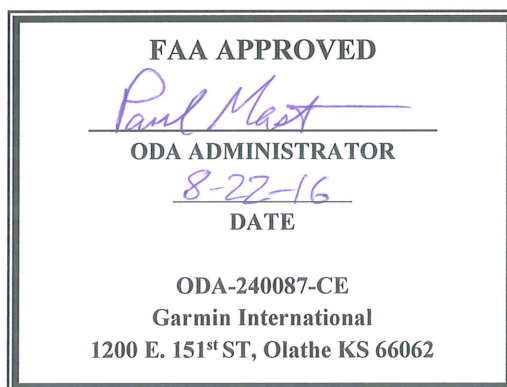 FAA APPROVED
Paul Mast
ODA ADMINISTRATOR
8-22-16
DATE
ODA-240087-CE
Garmin International
1200 E. 151st ST, Olathe KS 66062